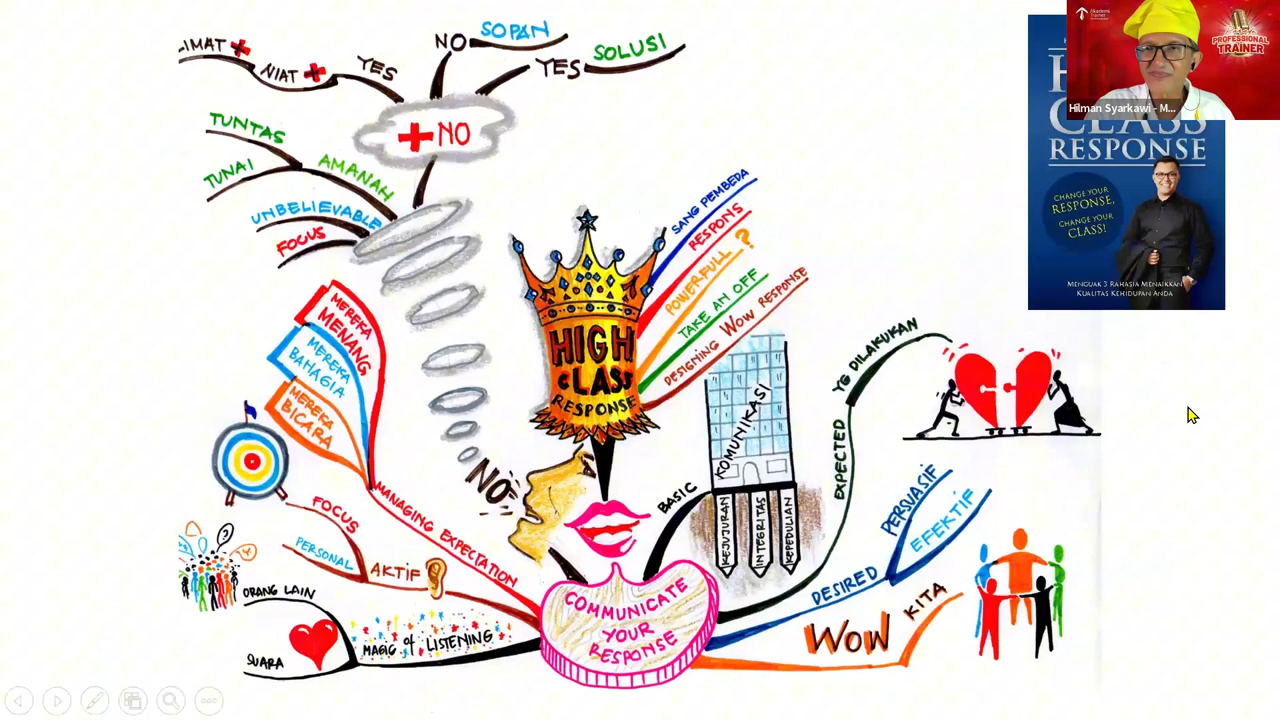 IMAT +
NIAT +
YES
NO
SOPAN
YES
SOLUSI
+ NO
TUNTAS
TUNAI
AMANAH
UNBELIEVABLE
FOCUS
MEREKA
MENANG
MEREKA
BAHAGIA
MEREKA
BICARA
MANAGING EXPECTATION
FOCUS
PERSONAL
AKTIF
ORANG LAIN
SUARA
MAGIC of LISTENING
NO
HIGH
CLASS
RESPONSE
SANG PEMBEDA
RESPON'S
POWERFULL ?
TAKE AN OFF
DESIGNING WOW RESPONSE
COMMUNICATE
YOUR
RESPONSE
BASIC
KOMUNIKASI
KEJUJURAN
INTEGRITAS
KEPEDULIAN
EXPECTED
YG DILAKUKAN
DESIRED
PERSUASIF
EFEKTIF
WOW
KITA
Akademi
Trainer
PROFESSIONAL
TRAINER
Hilman Syarkawi - M...
CLASS
RESPONSE
CHANGE YOUR
RESPONSE,
CHANGE YOUR
CLASS!
MENGUAK 3 RAHASIA MENAIKKAN
KUALITAS KEHIDUPAN ANDA